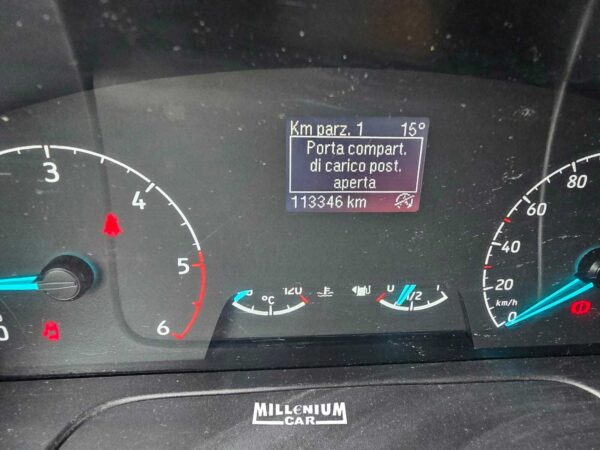 Km parz. 1 15°
Porta compart.
di carico post.
aperta
113346 km
3
4
5
6
0
°C
120
0
1/2
1
80
60
40
20
0
km/h
MILLENIUM
CAR